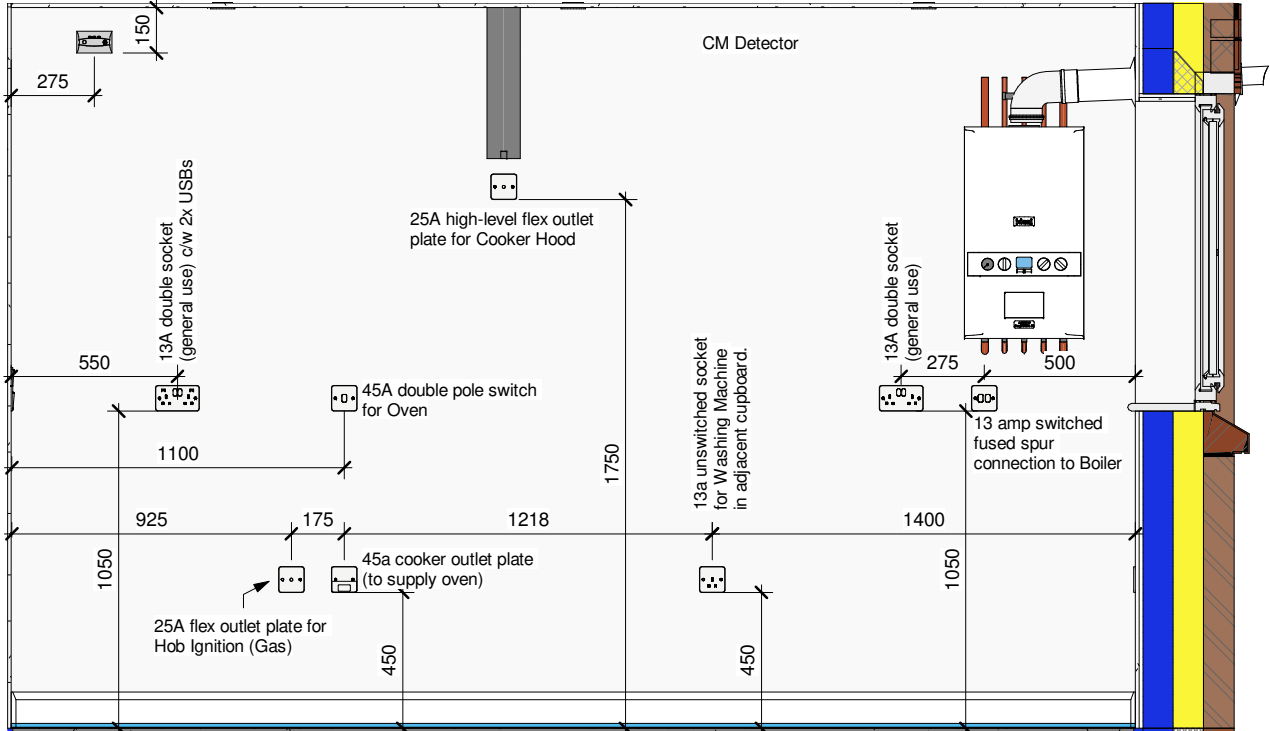 150
CM Detector
275
13A double socket
(general use) c/w 2x USBs
25A high-level flex outlet
plate for Cooker Hood
13A double socket
(general use)
550
275
500
45A double pole switch
for Oven
13a unswitched socket
for Washing Machine
in adjacent cupboard.
13 amp switched
fused spur
connection to Boiler
1100
1750
925
175
1218
1400
1050
45a cooker outlet plate
(to supply oven)
1050
25A flex outlet plate for
Hob Ignition (Gas)
450
450